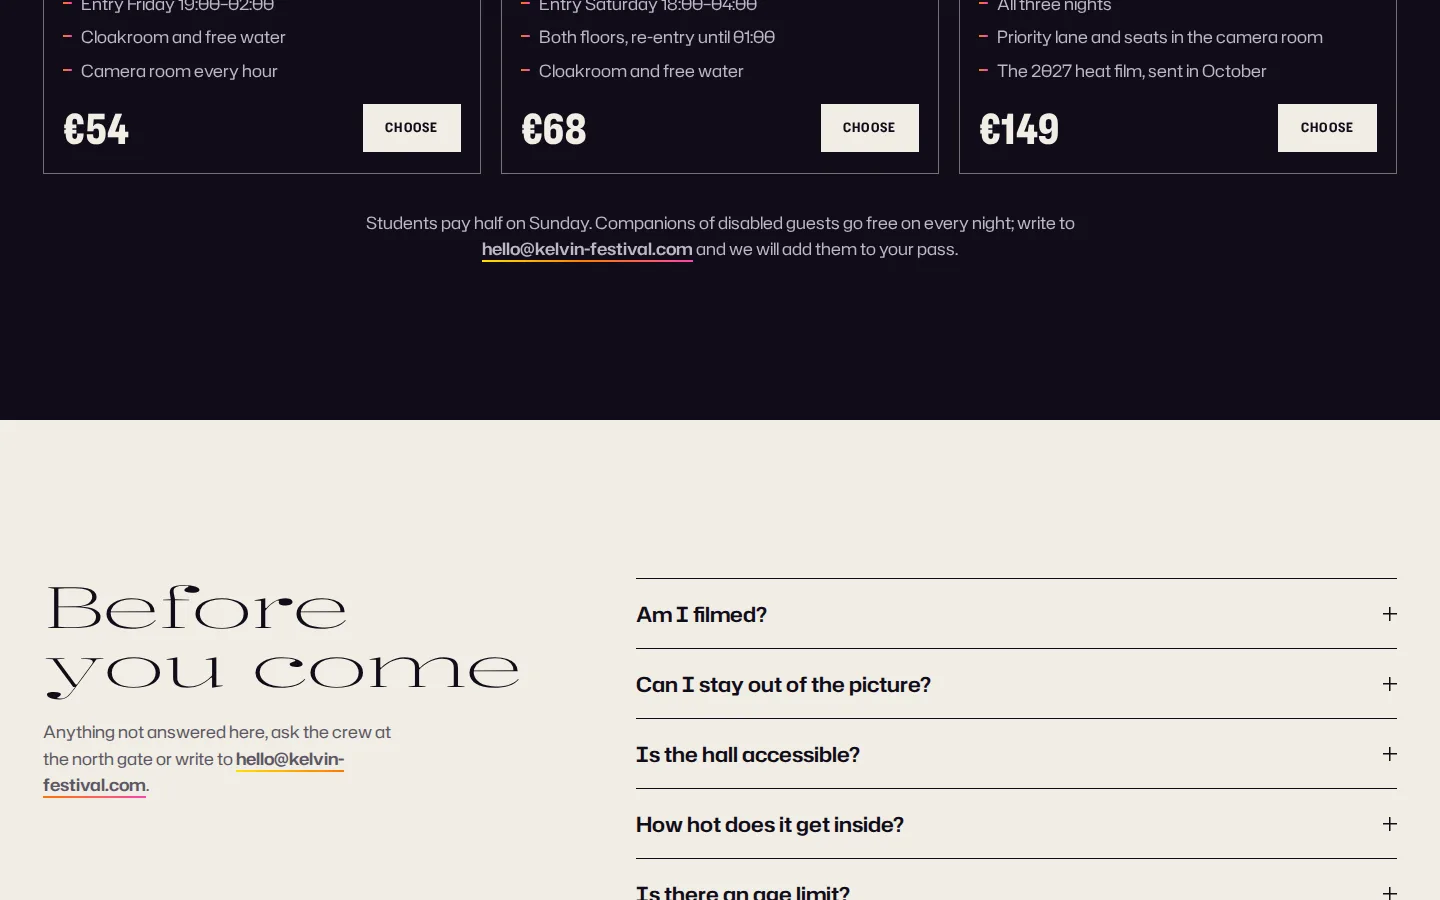 Entry Friday 19:00–02:00
Cloakroom and free water
Camera room every hour
€54
CHOOSE
Entry Saturday 18:00–04:00
Both floors, re-entry until 01:00
Cloakroom and free water
€68
CHOOSE
All three nights
Priority lane and seats in the camera room
The 2027 heat film, sent in October
€149
CHOOSE
Students pay half on Sunday. Companions of disabled guests go free on every night; write to
hello@kelvin-festival.com and we will add them to your pass.
Before
you come
Anything not answered here, ask the crew at
the north gate or write to hello@kelvin-
festival.com.
Am I filmed?
Can I stay out of the picture?
Is the hall accessible?
How hot does it get inside?
Is there an age limit?